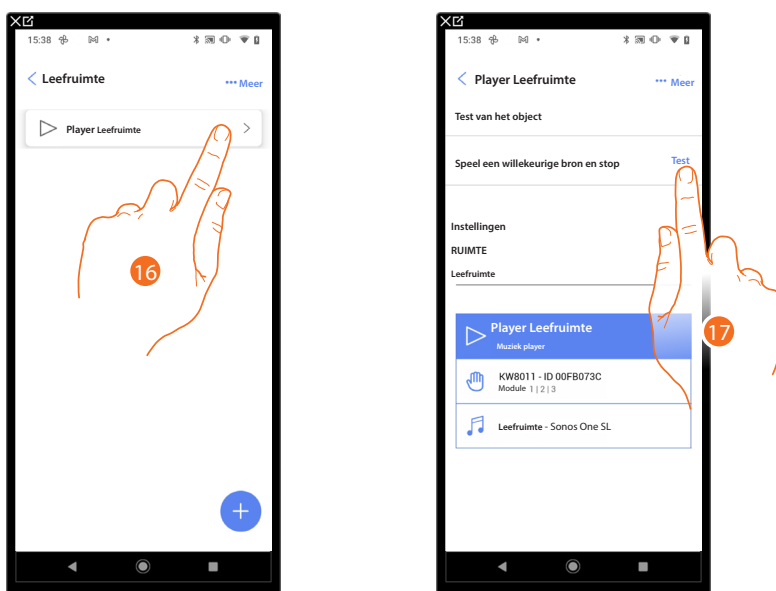 15:38
Leefruimte
••• Meer
Player Leefruimte
16
15:38
Player Leefruimte
••• Meer
Test van het object
Speel een willekeurige bron en stop
Test
Instellingen
RUIMTE
Leefruimte
Player Leefruimte
Muziek player
KW8011 - ID 00FB073C
Module 1 | 2 | 3
Leefruimte - Sonos One SL
17